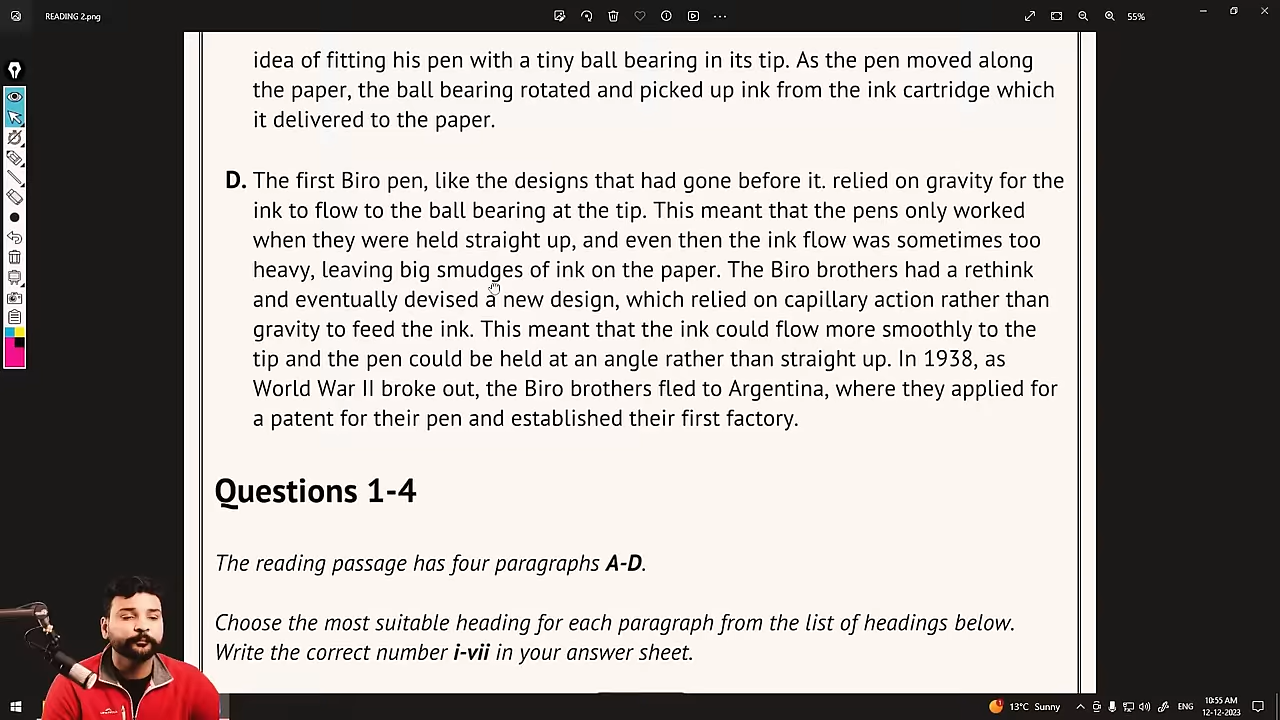 READING 2.png
55%
idea of fitting his pen with a tiny ball bearing in its tip. As the pen moved along
the paper, the ball bearing rotated and picked up ink from the ink cartridge which
it delivered to the paper.
D. The first Biro pen, like the designs that had gone before it. relied on gravity for the
ink to flow to the ball bearing at the tip. This meant that the pens only worked
when they were held straight up, and even then the ink flow was sometimes too
heavy, leaving big smudges of ink on the paper. The Biro brothers had a rethink
and eventually devised a new design, which relied on capillary action rather than
gravity to feed the ink. This meant that the ink could flow more smoothly to the
tip and the pen could be held at an angle rather than straight up. In 1938, as
World War II broke out, the Biro brothers fled to Argentina, where they applied for
a patent for their pen and established their first factory.
Questions 1-4
The reading passage has four paragraphs A-D.
Choose the most suitable heading for each paragraph from the list of headings below.
Write the correct number i-vii in your answer sheet.
13°C Sunny
ENG
10:55 AM
12-12-2023